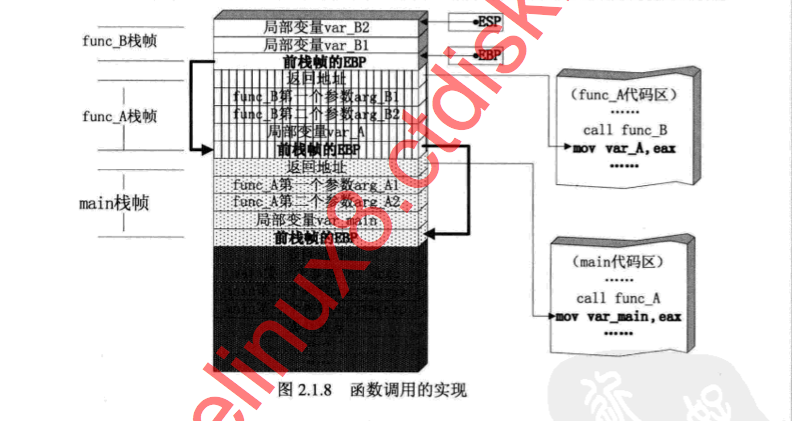 局部变量var_B2
局部变量var_B1
前栈帧的EBP
返回地址
func_B第一个参数arg_B1
func_B第二个参数arg_B2
局部变量var_A
前栈帧的EBP
返回地址
func_A第一个参数arg_A1
func_A第二个参数arg_A2
局部变量var_main
前栈帧的EBP
func_B栈帧
func_A栈帧
main栈帧
ESP
EBP
(func_A代码区)
......
call func_B
mov var_A,eax
......
(main代码区)
......
call func_A
mov var_main,eax
......
图 2.1.8 函数调用的实现
elinux8.ctdisk